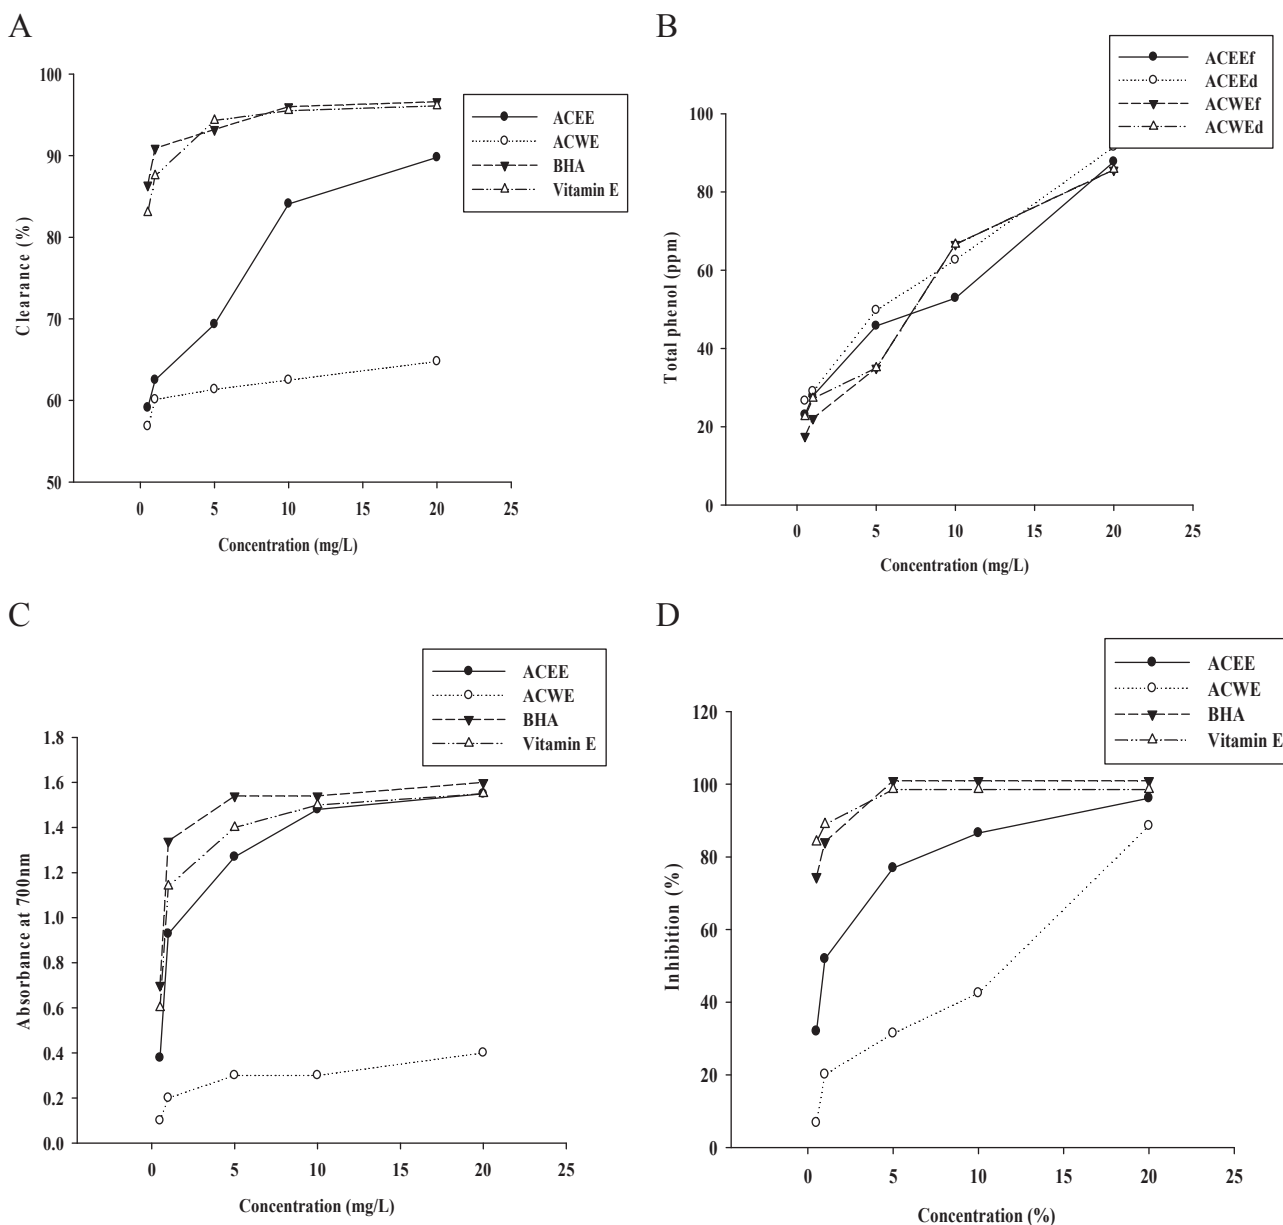 A
100
90
80
70
60
50
Clearance (%)
0 5 10 15 20 25
Concentration (mg/L)
ACEE
ACWE
BHA
Vitamin E
B
ACEEf
ACEEd
ACWEf
ACWEd
100
80
60
40
20
0
Total phenol (ppm)
0 5 10 15 20 25
Concentration (mg/L)
C
ACEE
ACWE
BHA
Vitamin E
1.8
1.6
1.4
1.2
1.0
0.8
0.6
0.4
0.2
0.0
Absorbance at 700nm
0 5 10 15 20 25
Concentration (mg/L)
D
ACEE
ACWE
BHA
Vitamin E
120
100
80
60
40
20
0
Inhibition (%)
0 5 10 15 20 25
Concentration (%)